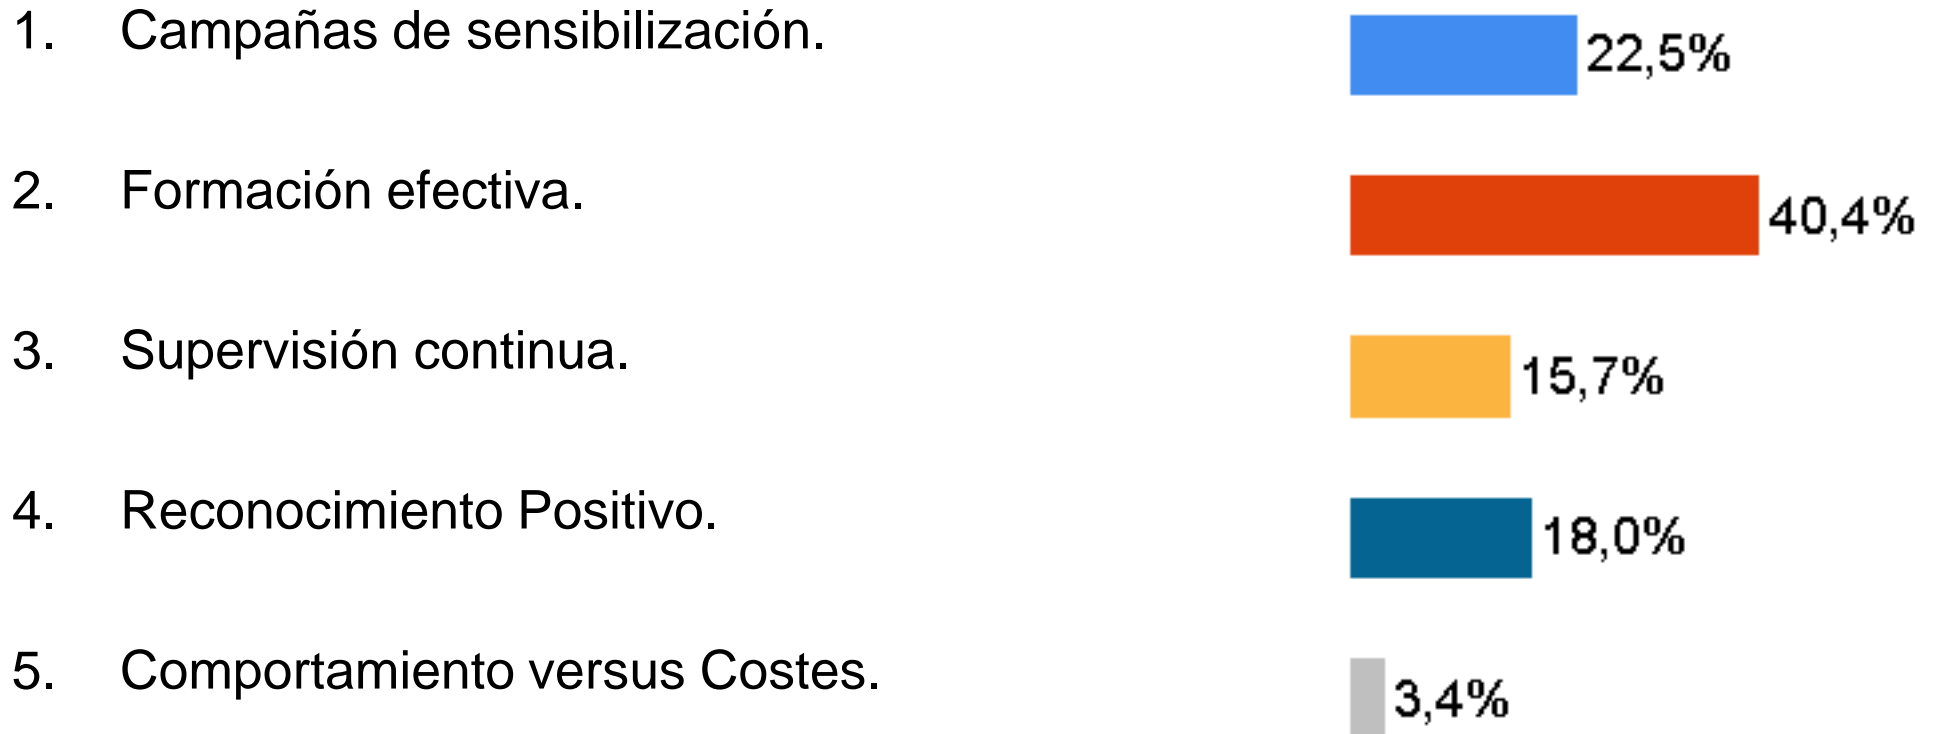 1. Campañas de sensibilización. 22,5%
2. Formación efectiva. 40,4%
3. Supervisión continua. 15,7%
4. Reconocimiento Positivo. 18,0%
5. Comportamiento versus Costes. 3,4%